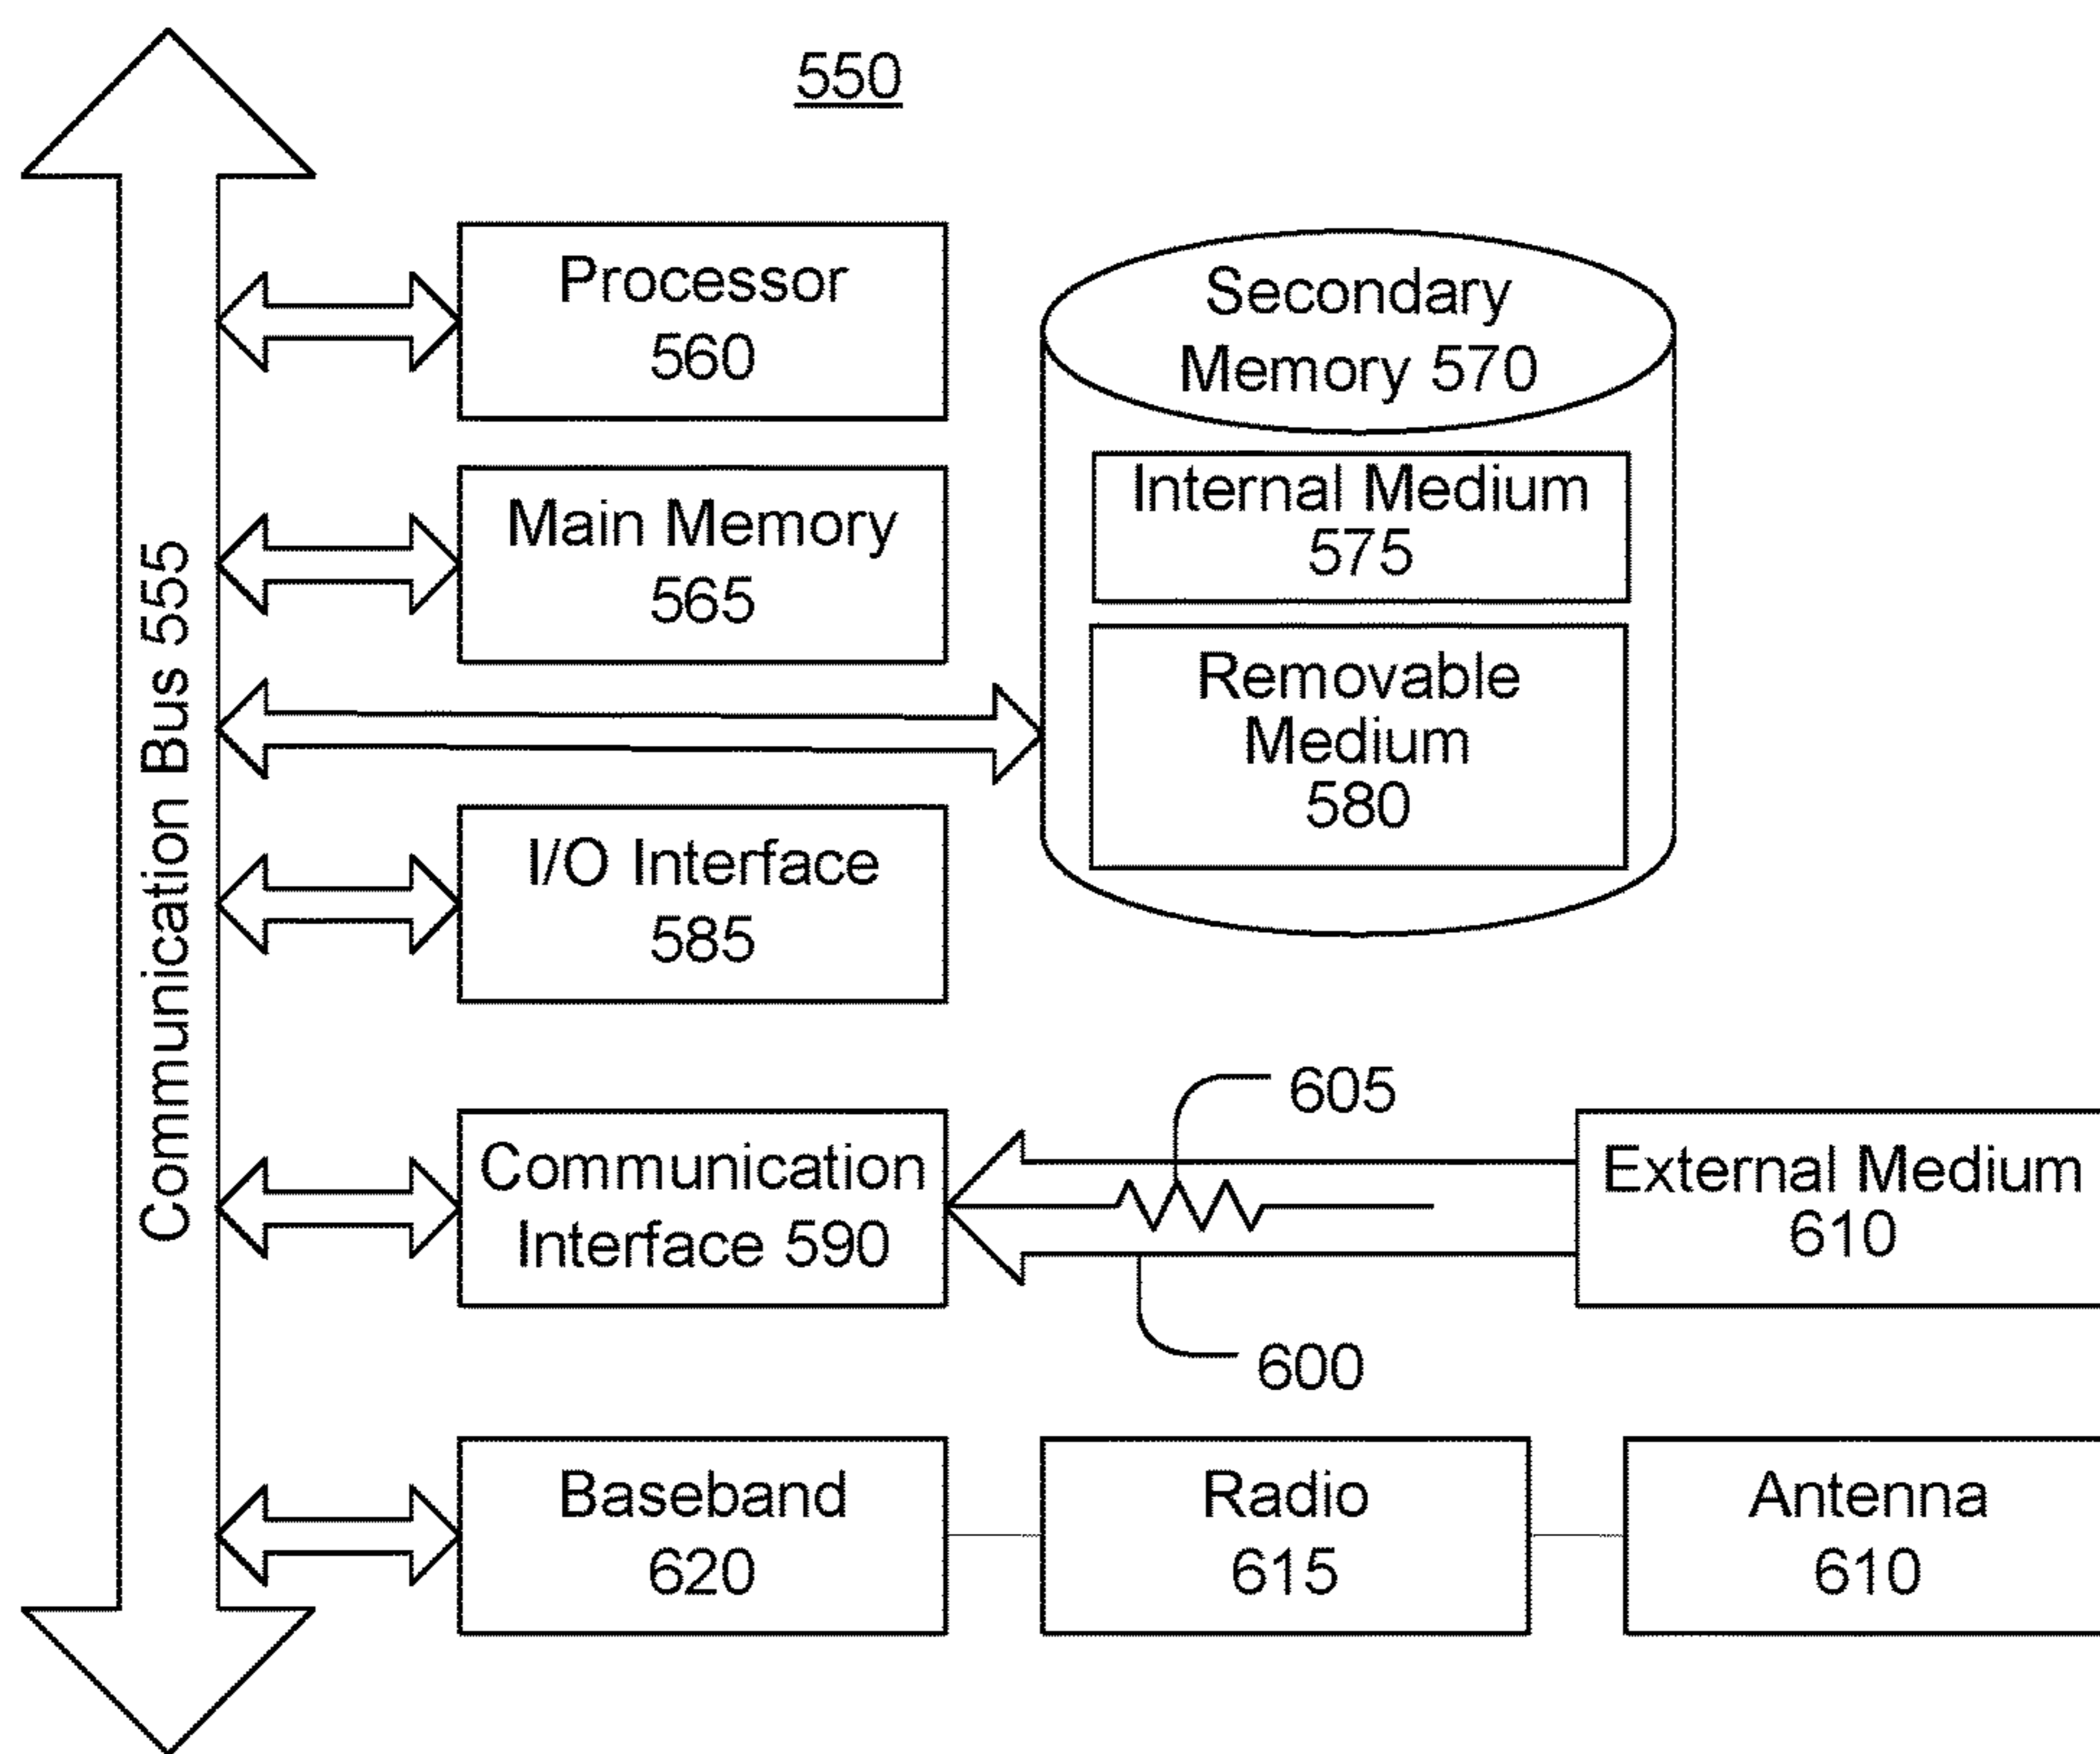 550
Communication Bus 555
Processor
560
Secondary
Memory 570
Main Memory
565
Internal Medium
575
Removable
Medium
580
I/O Interface
585
Communication
Interface 590
605
600
External Medium
610
Baseband
620
Radio
615
Antenna
610